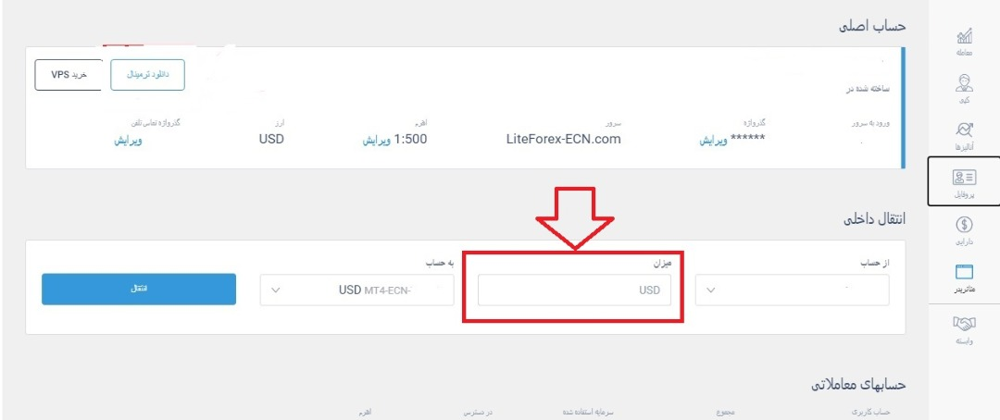 حساب اصلی
دانلود ترمینال
خرید VPS
ساخته شده در
ورود به سرور
گذرواژه
سرور
اهرم
ارز
گذرواژه تماس تلفن
****** ویرایش
LiteForex-ECN.com
1:500 ویرایش
USD
ویرایش
انتقال داخلی
از حساب
میزان
به حساب
USD
USD MT4-ECN-
انتقال
حسابهای معاملاتی
حساب کاربری
مجموع
سرمایه استفاده شده
در دسترس
اهرم
معامله
کپی
آنالیزها
پروفایل
دارایی
متاتریدر
وابسته